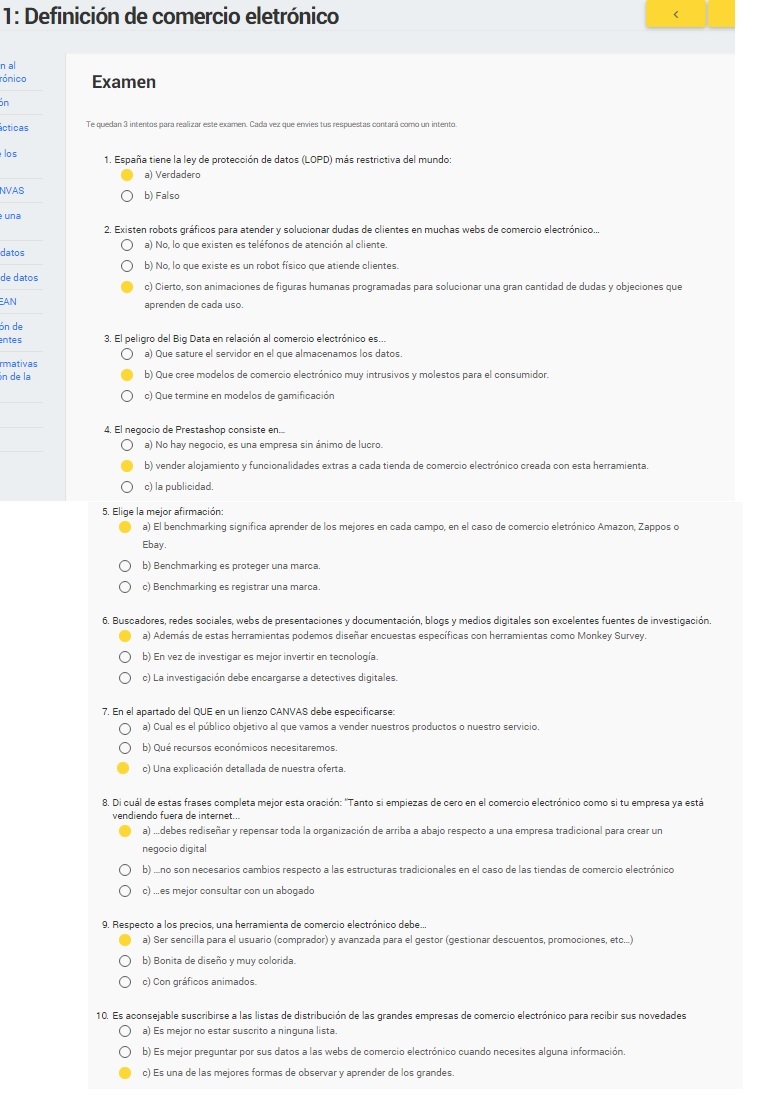 1: Definición de comercio eletrónico
<
n al
rónico
ón
ácticas
e los
NVAS
e una
datos
de datos
EAN
ón de
entes
rmativas
ón de la
Examen
Te quedan 3 intentos para realizar este examen. Cada vez que envies tus respuestas contará como un intento.
1. España tiene la ley de protección de datos (LOPD) más restrictiva del mundo:
a) Verdadero
b) Falso
2. Existen robots gráficos para atender y solucionar dudas de clientes en muchas webs de comercio electrónico...
a) No, lo que existen es teléfonos de atención al cliente.
b) No, lo que existe es un robot físico que atiende clientes.
c) Cierto, son animaciones de figuras humanas programadas para solucionar una gran cantidad de dudas y objeciones que
aprenden de cada uso.
3. El peligro del Big Data en relación al comercio electrónico es...
a) Que sature el servidor en el que almacenamos los datos.
b) Que cree modelos de comercio electrónico muy intrusivos y molestos para el consumidor.
c) Que termine en modelos de gamificación
4. El negocio de Prestashop consiste en...
a) No hay negocio, es una empresa sin ánimo de lucro.
b) vender alojamiento y funcionalidades extras a cada tienda de comercio electrónico creada con esta herramienta.
c) la publicidad.
5. Elige la mejor afirmación:
a) El benchmarking significa aprender de los mejores en cada campo, en el caso de comercio eletrónico Amazon, Zappos o
Ebay.
b) Benchmarking es proteger una marca.
c) Benchmarking es registrar una marca.
6. Buscadores, redes sociales, webs de presentaciones y documentación, blogs y medios digitales son excelentes fuentes de investigación.
a) Además de estas herramientas podemos diseñar encuestas específicas con herramientas como Monkey Survey.
b) En vez de investigar es mejor invertir en tecnología.
c) La investigación debe encargarse a detectives digitales.
7. En el apartado del QUE en un lienzo CANVAS debe especificarse:
a) Cual es el público objetivo al que vamos a vender nuestros productos o nuestro servicio.
b) Qué recursos económicos necesitaremos.
c) Una explicación detallada de nuestra oferta.
8. Di cuál de estas frases completa mejor esta oración: "Tanto si empiezas de cero en el comercio electrónico como si tu empresa ya está
vendiendo fuera de internet...
a) ...debes rediseñar y repensar toda la organización de arriba a abajo respecto a una empresa tradicional para crear un
negocio digital
b) ...no son necesarios cambios respecto a las estructuras tradicionales en el caso de las tiendas de comercio electrónico
c) ...es mejor consultar con un abogado
9. Respecto a los precios, una herramienta de comercio electrónico debe...
a) Ser sencilla para el usuario (comprador) y avanzada para el gestor (gestionar descuentos, promociones, etc...)
b) Bonita de diseño y muy colorida.
c) Con gráficos animados.
10. Es aconsejable suscribirse a las listas de distribución de las grandes empresas de comercio electrónico para recibir sus novedades
a) Es mejor no estar suscrito a ninguna lista.
b) Es mejor preguntar por sus datos a las webs de comercio electrónico cuando necesites alguna información.
c) Es una de las mejores formas de observar y aprender de los grandes.